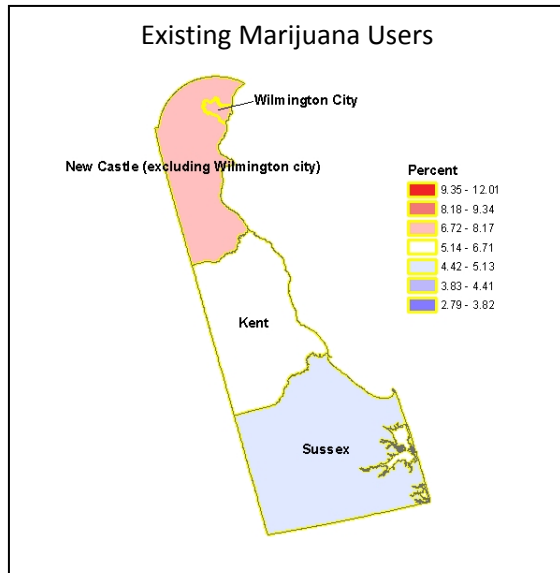 Existing Marijuana Users
Wilmington City
New Castle (excluding Wilmington city)
Percent
9.35 - 12.01
8.18 - 9.34
6.72 - 8.17
5.14 - 6.71
4.42 - 5.13
3.83 - 4.41
2.79 - 3.82
Kent
Sussex